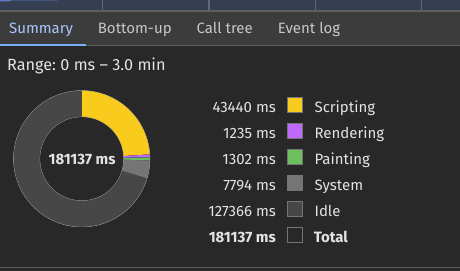 Summary Bottom-up Call tree Event log
Range: 0 ms – 3.0 min
181137 ms
43440 ms Scripting
1235 ms Rendering
1302 ms Painting
7794 ms System
127366 ms Idle
181137 ms Total